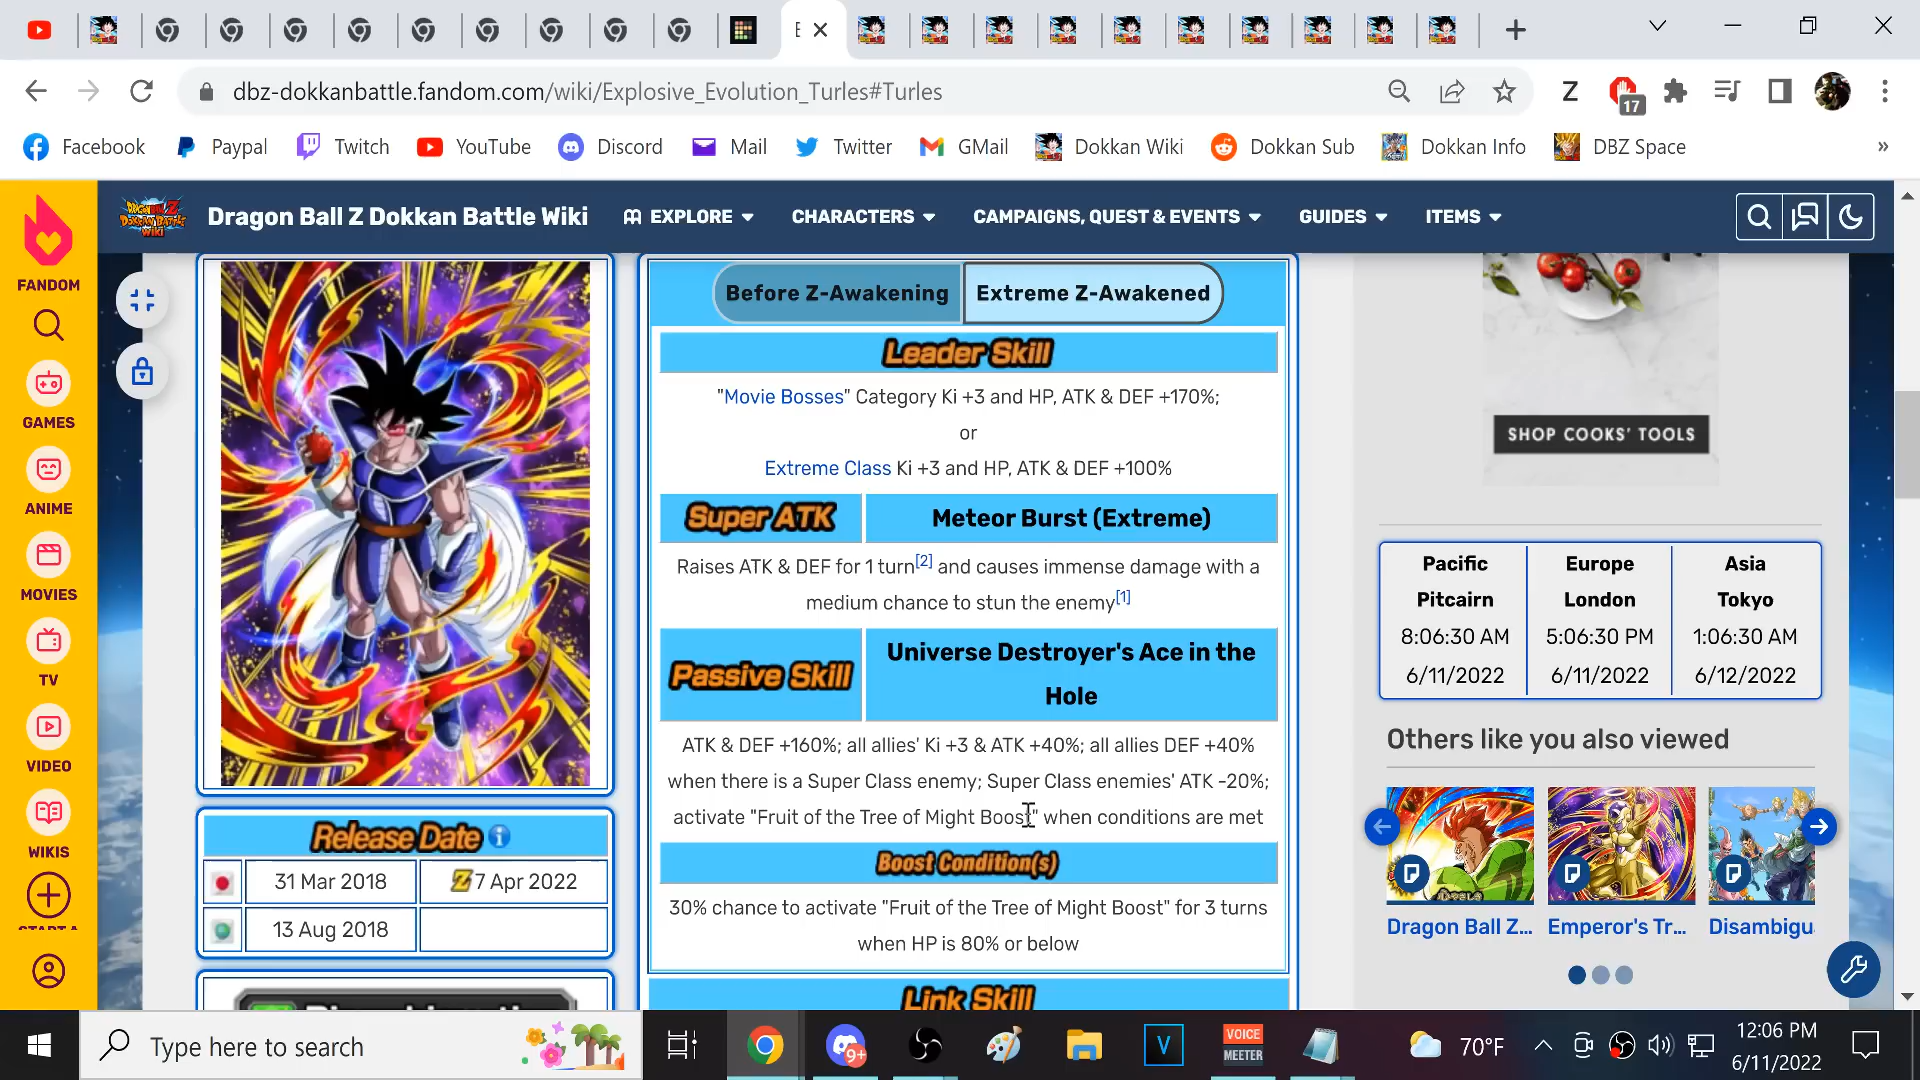 E
dbz-dokkanbattle.fandom.com/wiki/Explosive_Evolution_Turles#Turles
Z
17
Facebook
Paypal
Twitch
YouTube
Discord
Mail
Twitter
GMail
Dokkan Wiki
Dokkan Sub
Dokkan Info
DBZ Space
»
DRAGON BALL Z DOKKAN BATTLE WIKI
Dragon Ball Z Dokkan Battle Wiki
EXPLORE
CHARACTERS
CAMPAIGNS, QUEST & EVENTS
GUIDES
ITEMS
FANDOM
GAMES
ANIME
MOVIES
TV
VIDEO
WIKIS
START A
Before Z-Awakening
Extreme Z-Awakened
Leader Skill
"Movie Bosses" Category Ki +3 and HP, ATK & DEF +170%;
or
Extreme Class Ki +3 and HP, ATK & DEF +100%
Super ATK
Meteor Burst (Extreme)
Raises ATK & DEF for 1 turn[2] and causes immense damage with a
medium chance to stun the enemy[1]
Passive Skill
Universe Destroyer's Ace in the
Hole
ATK & DEF +160%; all allies' Ki +3 & ATK +40%; all allies DEF +40%
when there is a Super Class enemy; Super Class enemies' ATK -20%;
activate "Fruit of the Tree of Might Boost" when conditions are met
Boost Condition(s)
30% chance to activate "Fruit of the Tree of Might Boost" for 3 turns
when HP is 80% or below
Link Skill
Release Date
31 Mar 2018
Z 7 Apr 2022
13 Aug 2018
SHOP COOKS' TOOLS
Pacific
Pitcairn
8:06:30 AM
6/11/2022
Europe
London
5:06:30 PM
6/11/2022
Asia
Tokyo
1:06:30 AM
6/12/2022
Others like you also viewed
Dragon Ball Z...
Emperor's Tr...
Disambigu
Type here to search
9+
V
VOICE
MEETER
70°F
12:06 PM
6/11/2022